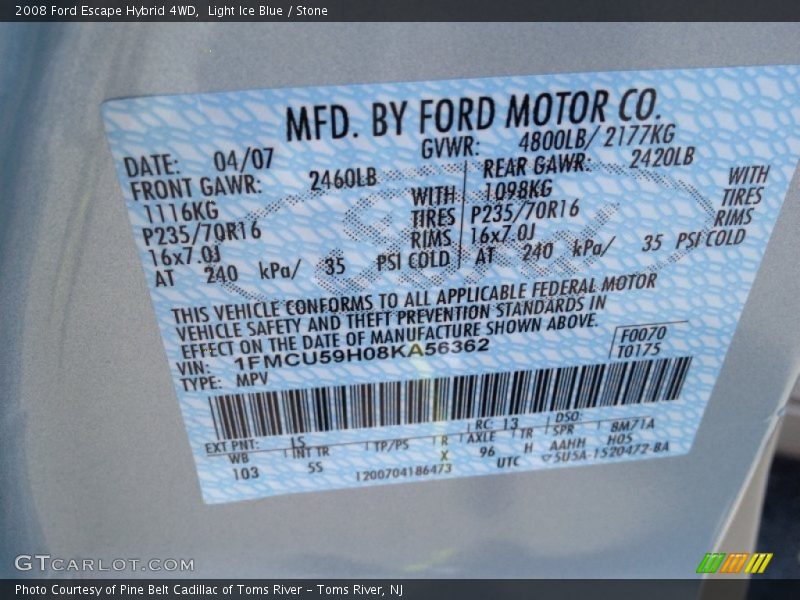 2008 Ford Escape Hybrid 4WD,  Light Ice Blue / Stone
MFD. BY FORD MOTOR CO.
DATE: 04/07 GVWR: 4800LB/ 2177KG
FRONT GAWR: 2460LB REAR GAWR: 2420LB
1116KG WITH 1098KG WITH
P235/70R16 TIRES P235/70R16 TIRES
16x7.0J RIMS 16x7.0J RIMS
AT 240 kPa/ 35 PSI COLD AT 240 kPa/ 35 PSI COLD
THIS VEHICLE CONFORMS TO ALL APPLICABLE FEDERAL MOTOR
VEHICLE SAFETY AND THEFT PREVENTION STANDARDS IN
EFFECT ON THE DATE OF MANUFACTURE SHOWN ABOVE.
VIN: 1FMCU59H08KA56362 F0070
TYPE: MPV T0175
EXT PNT: LS RC: 13 DSO:
WB INT TR TP/PS R AXLE TR SPR 8M71A
103 5S X 96 H AAHH H0S
1200704186473 UTC 5U5A-1520472-BA
GTCARLOT.COM
Photo Courtesy of Pine Belt Cadillac of Toms River – Toms River, NJ